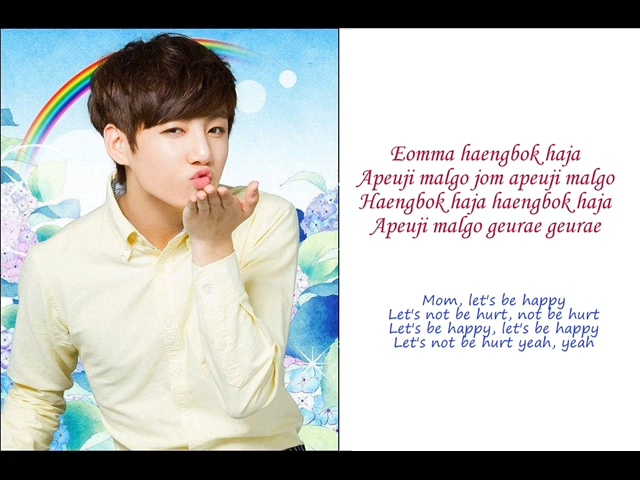 Eomma haengbok haja
Apeuji malgo jom apeuji malgo
Haengbok haja haengbok haja
Apeuji malgo geurae geurae
Mom, let's be happy
Let's not be hurt, not be hurt
Let's be happy, let's be happy
Let's not be hurt yeah, yeah